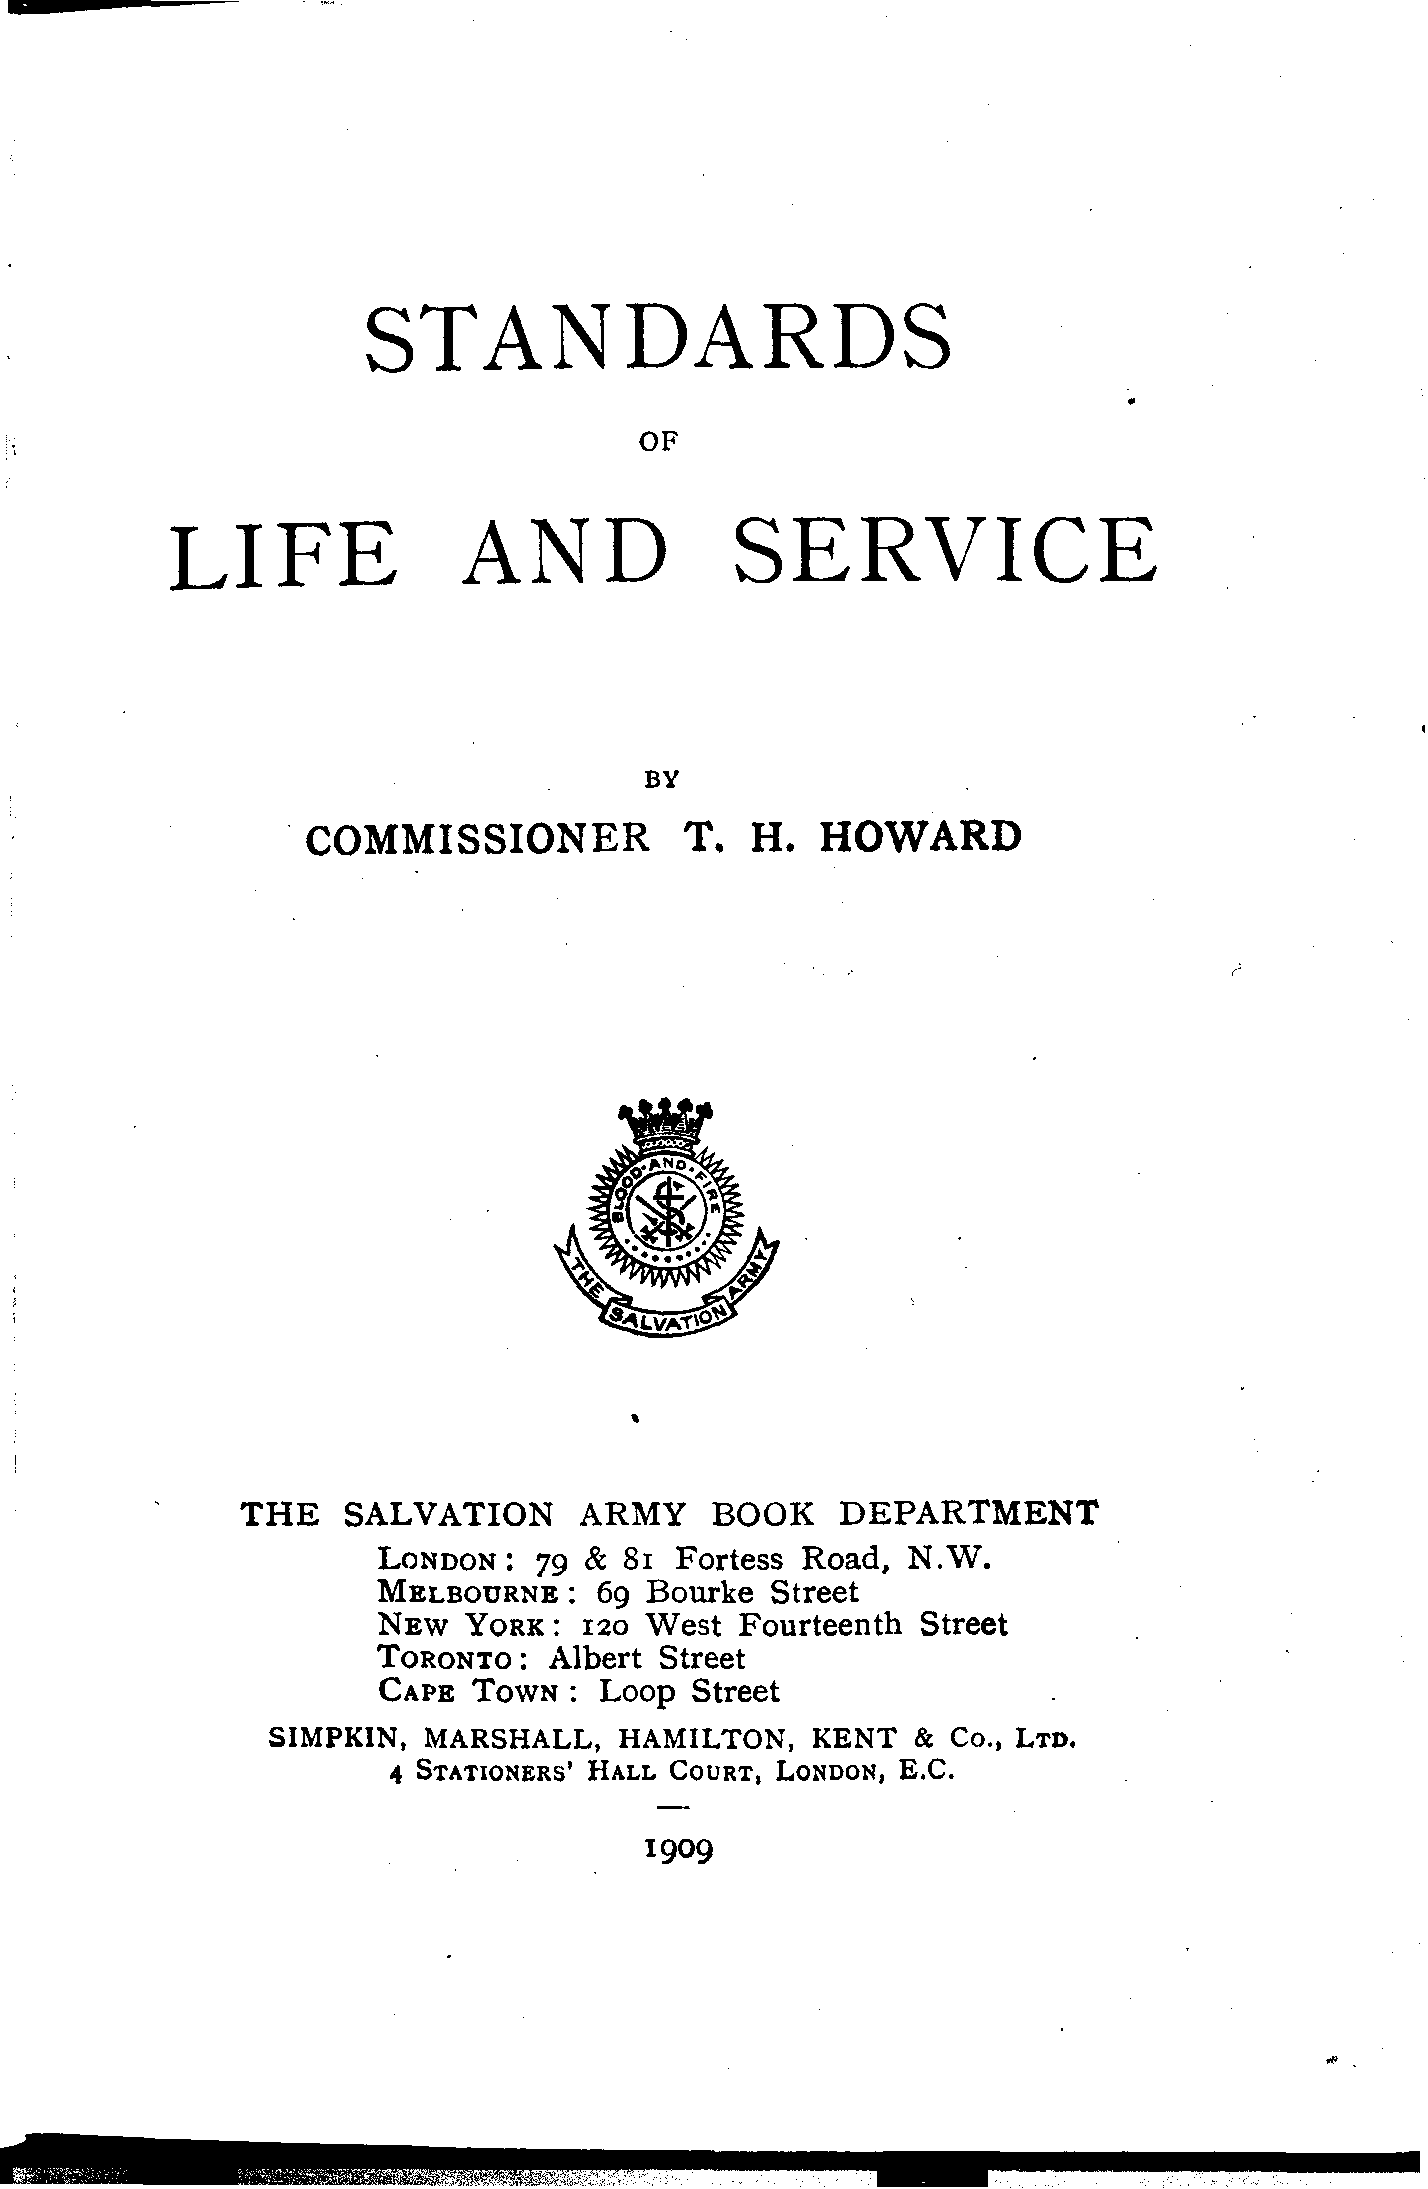 STANDARDS
OF
LIFE AND SERVICE
BY
COMMISSIONER T. H. HOWARD
BLOOD·AND·FIRE
THE SALVATION ARMY
THE SALVATION ARMY BOOK DEPARTMENT
LONDON: 79 & 81 Fortess Road, N.W.
MELBOURNE: 69 Bourke Street
NEW YORK: 120 West Fourteenth Street
TORONTO: Albert Street
CAPE TOWN: Loop Street
SIMPKIN, MARSHALL, HAMILTON, KENT & Co., LTD.
4 STATIONERS' HALL COURT, LONDON, E.C.
1909